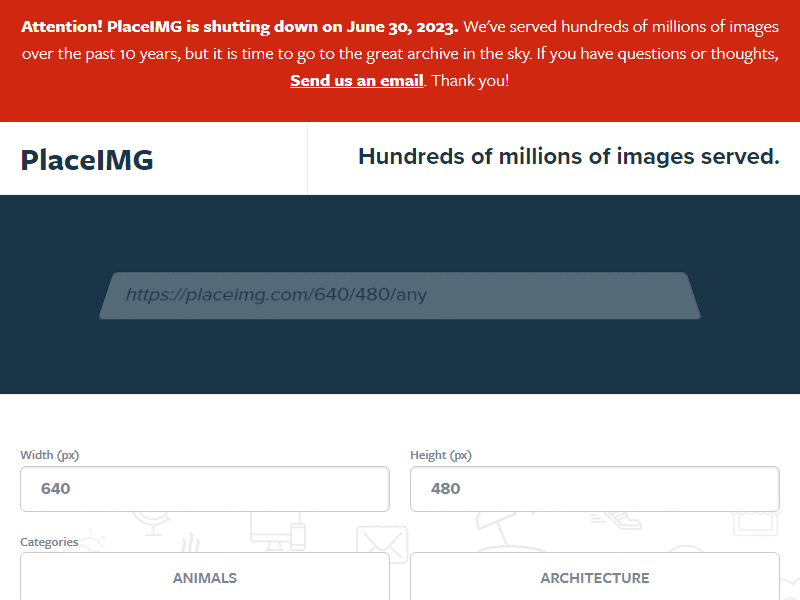 Attention! PlaceIMG is shutting down on June 30, 2023. We've served hundreds of millions of images
over the past 10 years, but it is time to go to the great archive in the sky. If you have questions or thoughts,
Send us an email. Thank you!
PlaceIMG
Hundreds of millions of images served.
https://placeimg.com/640/480/any
Width (px)
Height (px)
640
480
Categories
ANIMALS
ARCHITECTURE